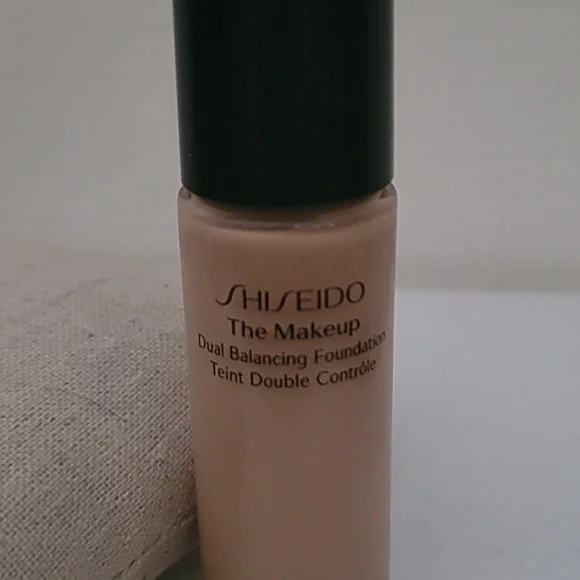 SHISEIDO
The Makeup
Dual Balancing Foundation
Teint Double Contrôle